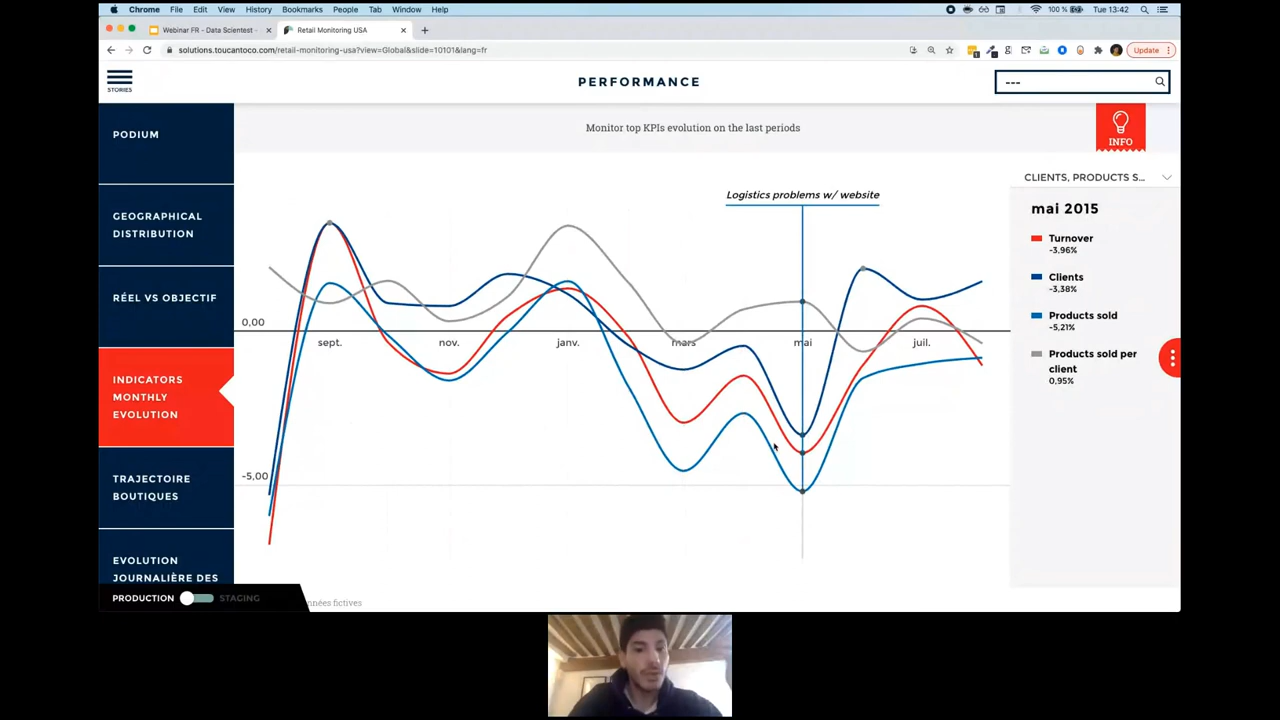 Chrome File Edit View History Bookmarks People Tab Window Help
100 % Tue 13:42
Webinar FR - Data Scientest -
Retail Monitoring USA
solutions.toucantoco.com/retail-monitoring-usa?view=Global&slide=10101&lang=fr
Update
STORIES
PERFORMANCE
---
PODIUM
GEOGRAPHICAL
DISTRIBUTION
RÉEL VS OBJECTIF
INDICATORS
MONTHLY
EVOLUTION
TRAJECTOIRE
BOUTIQUES
EVOLUTION
JOURNALIÈRE DES
PRODUCTION STAGING
Monitor top KPIs evolution on the last periods
INFO
Logistics problems w/ website
0,00
sept. nov. janv. mars mai juil.
-5,00
nnées fictives
CLIENTS, PRODUCTS S...
mai 2015
Turnover
-3,96%
Clients
-3,38%
Products sold
-5,21%
Products sold per
client
0,95%